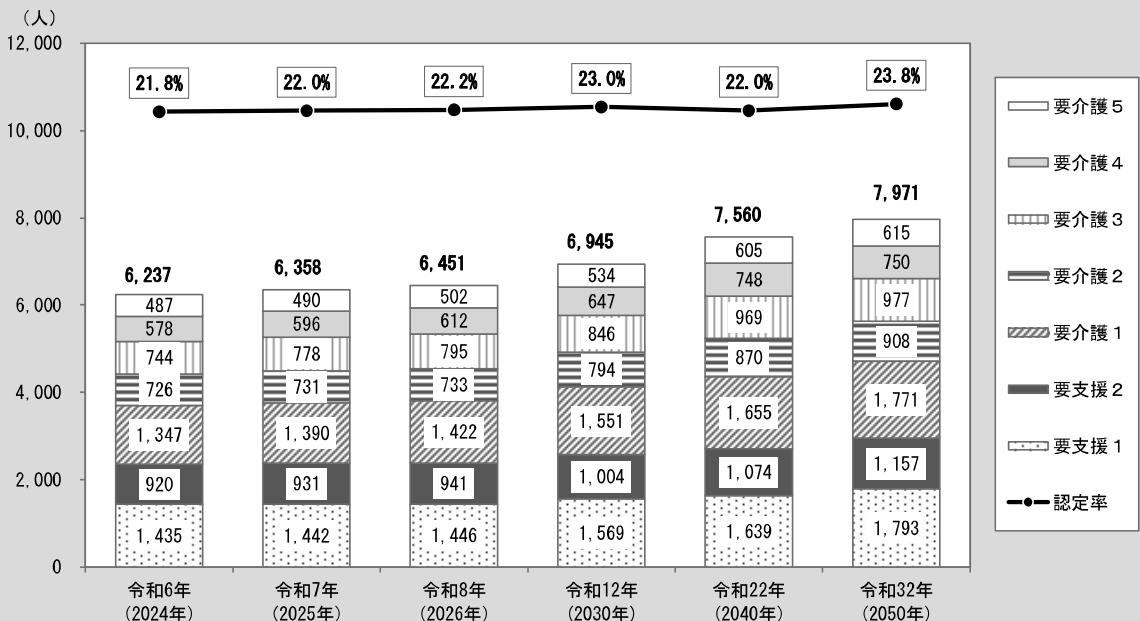 （人）
12,000
10,000
8,000
6,000
4,000
2,000
0
21.8%
22.0%
22.2%
23.0%
22.0%
23.8%
6,237
487
578
744
726
1,347
920
1,435
6,358
490
596
778
731
1,390
931
1,442
6,451
502
612
795
733
1,422
941
1,446
6,945
534
647
846
794
1,551
1,004
1,569
7,560
605
748
969
870
1,655
1,074
1,639
7,971
615
750
977
908
1,771
1,157
1,793
令和6年
（2024年）
令和7年
（2025年）
令和8年
（2026年）
令和12年
（2030年）
令和22年
（2040年）
令和32年
（2050年）
要介護５
要介護４
要介護３
要介護２
要介護１
要支援２
要支援１
認定率